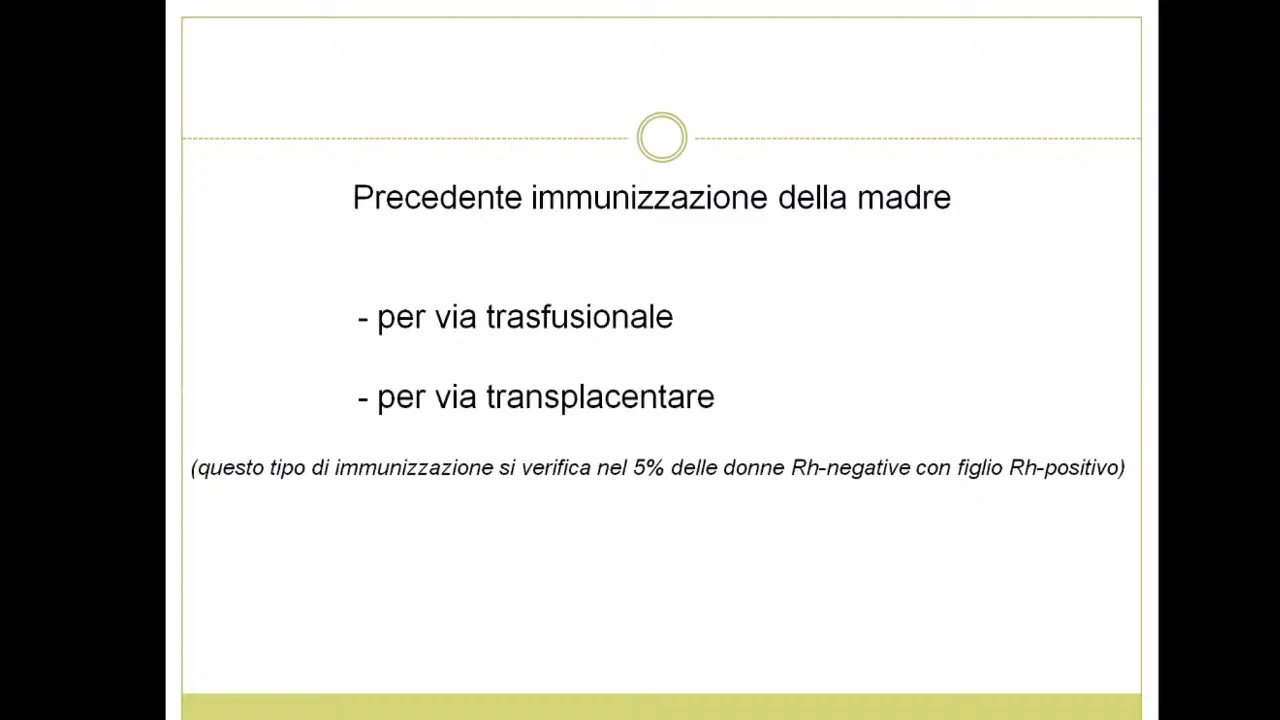 Precedente immunizzazione della madre
- per via trasfusionale
- per via transplacentare
(questo tipo di immunizzazione si verifica nel 5% delle donne Rh-negative con figlio Rh-positivo)